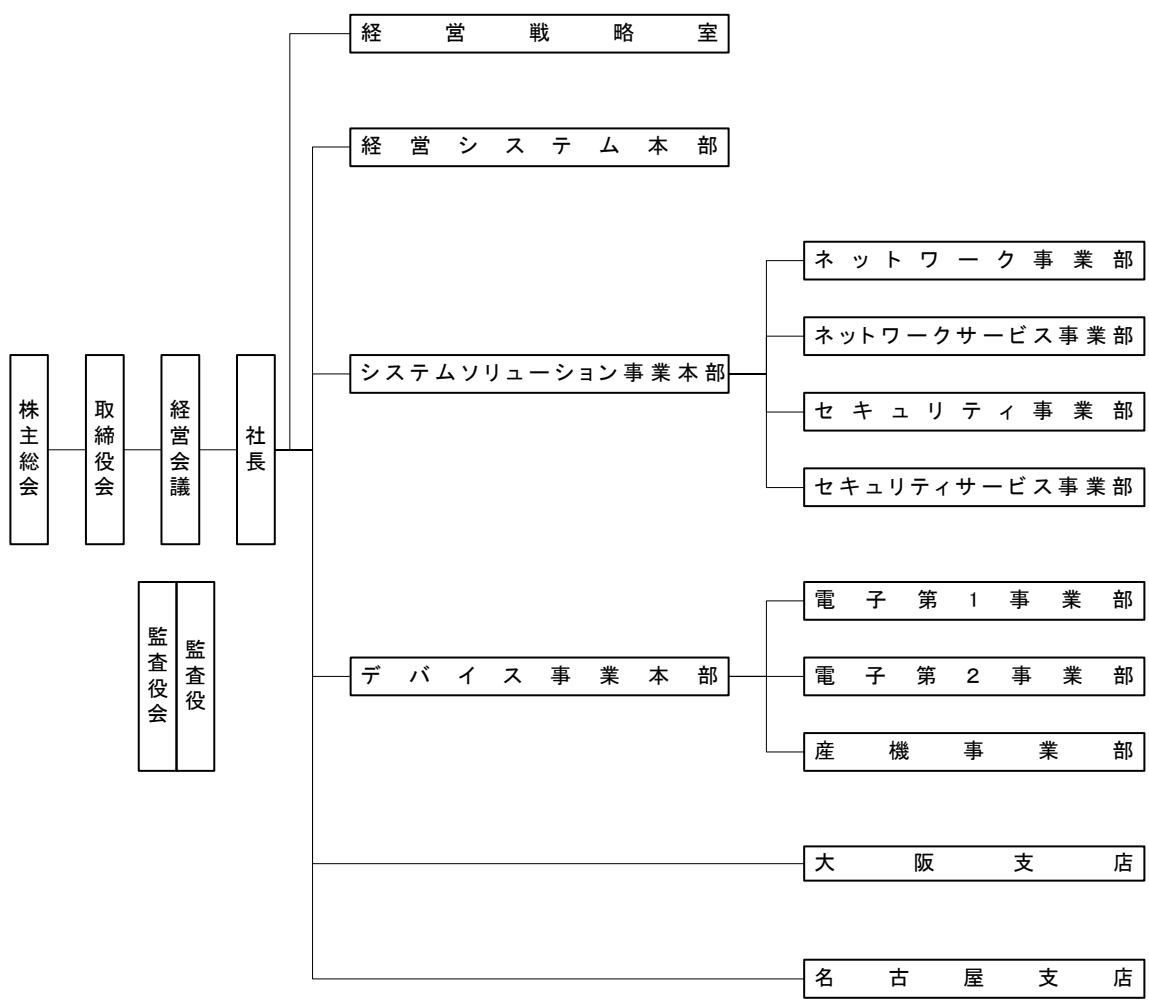 経営戦略室
経営システム本部
ネットワーク事業部
ネットワークサービス事業部
システムソリューション事業本部
セキュリティ事業部
セキュリティサービス事業部
株主総会
取締役会
経営会議
社長
監査役会
監査役
電子第1事業部
デバイス事業本部
電子第2事業部
産機事業部
大阪支店
名古屋支店